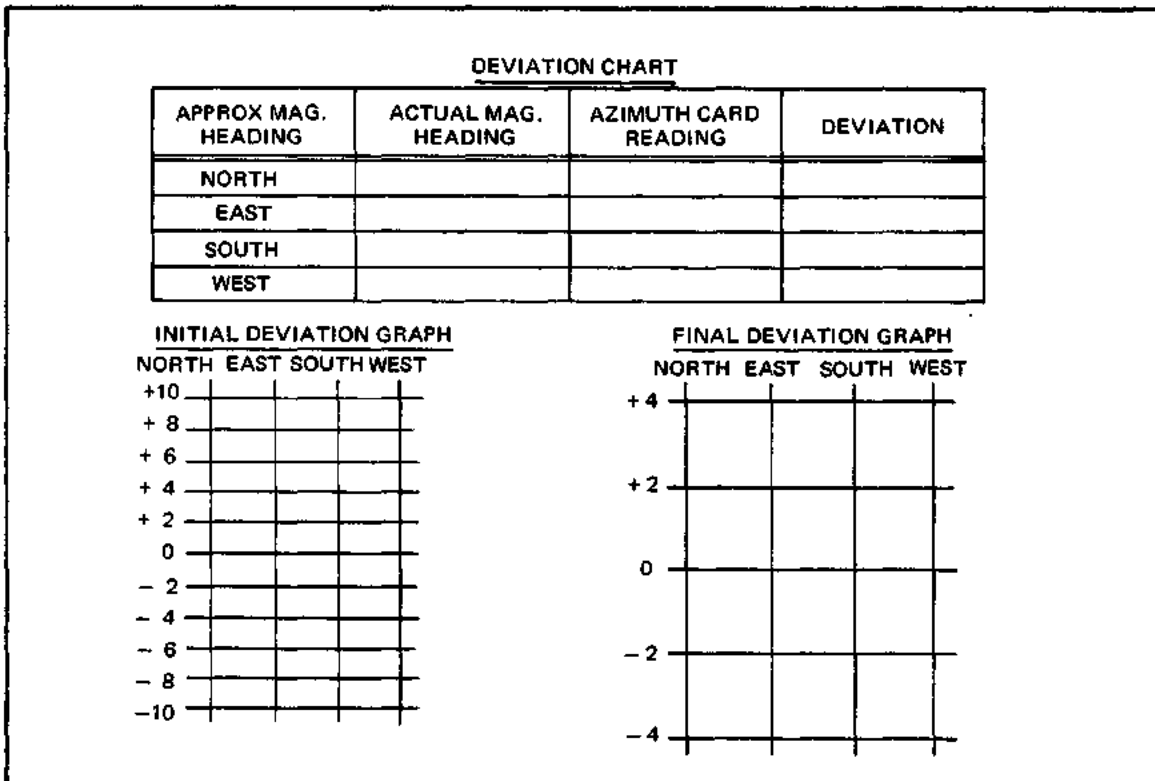 DEVIATION CHART
APPROX MAG. HEADING ACTUAL MAG. HEADING AZIMUTH CARD READING DEVIATION
NORTH
EAST
SOUTH
WEST
INITIAL DEVIATION GRAPH
NORTH EAST SOUTH WEST
+10
+ 8
+ 6
+ 4
+ 2
0
- 2
- 4
- 6
- 8
-10
FINAL DEVIATION GRAPH
NORTH EAST SOUTH WEST
+ 4
+ 2
0
- 2
- 4